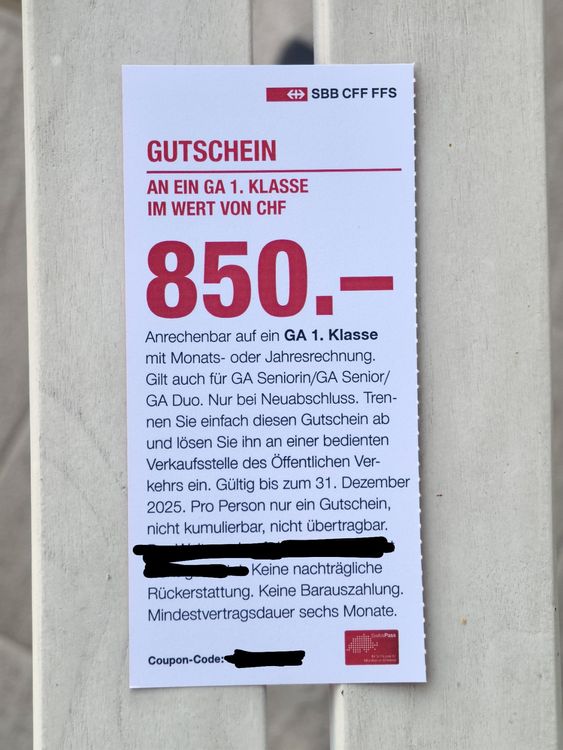 SBB CFF FFS
GUTSCHEIN
AN EIN GA 1. KLASSE
IM WERT VON CHF
850.–
Anrechenbar auf ein GA 1. Klasse
mit Monats- oder Jahresrechnung.
Gilt auch für GA Seniorin/GA Senior/
GA Duo. Nur bei Neuabschluss. Tren-
nen Sie einfach diesen Gutschein ab
und lösen Sie ihn an einer bedienten
Verkaufsstelle des Öffentlichen Ver-
kehrs ein. Gültig bis zum 31. Dezember
2025. Pro Person nur ein Gutschein,
nicht kumulierbar, nicht übertragbar.
Keine nachträgliche
Rückerstattung. Keine Barauszahlung.
Mindestvertragsdauer sechs Monate.
SwissPass
Coupon-Code: